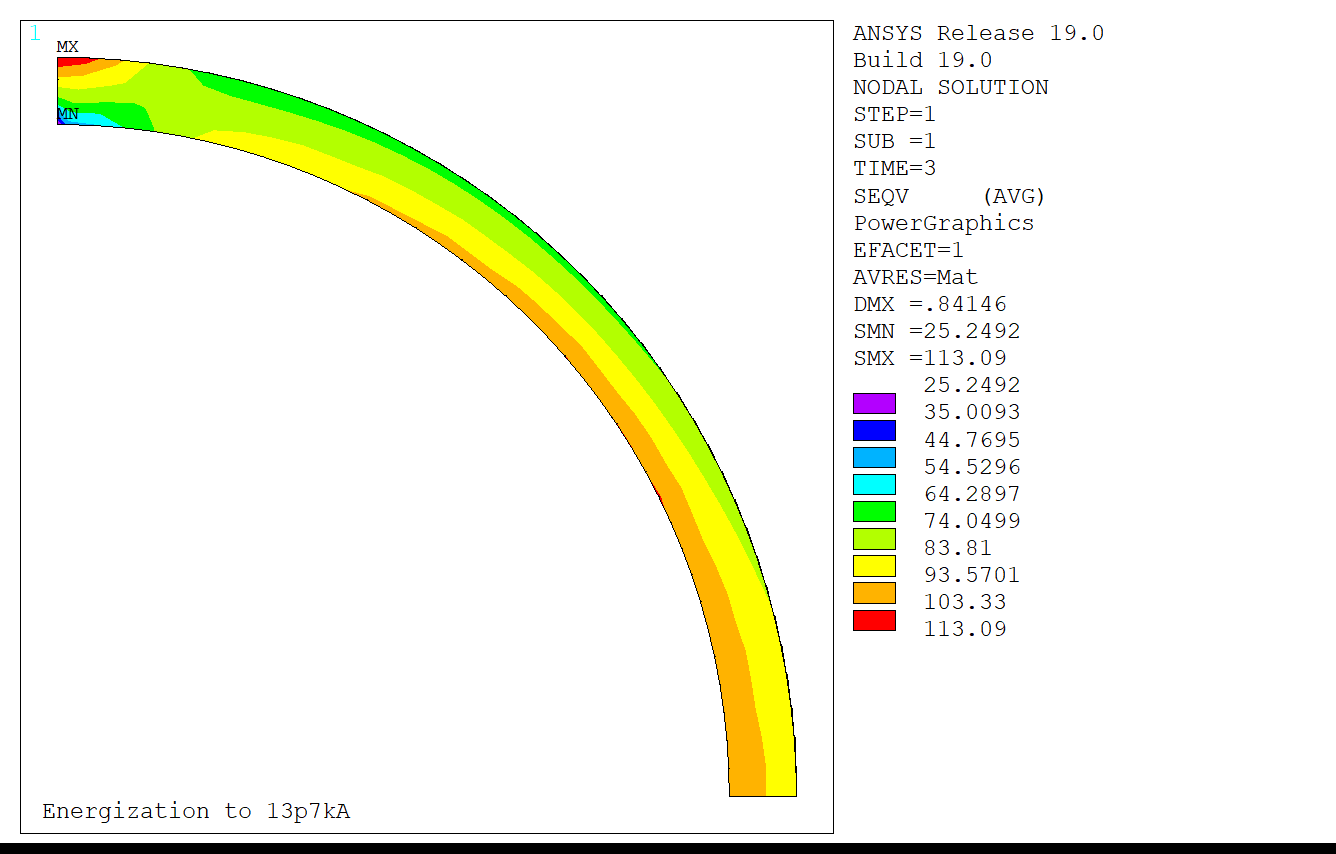 1
MX
MN
Energization to 13p7kA
ANSYS Release 19.0
Build 19.0
NODAL SOLUTION
STEP=1
SUB =1
TIME=3
SEQV (AVG)
PowerGraphics
EFACET=1
AVRES=Mat
DMX =.84146
SMN =25.2492
SMX =113.09
25.2492
35.0093
44.7695
54.5296
64.2897
74.0499
83.81
93.5701
103.33
113.09